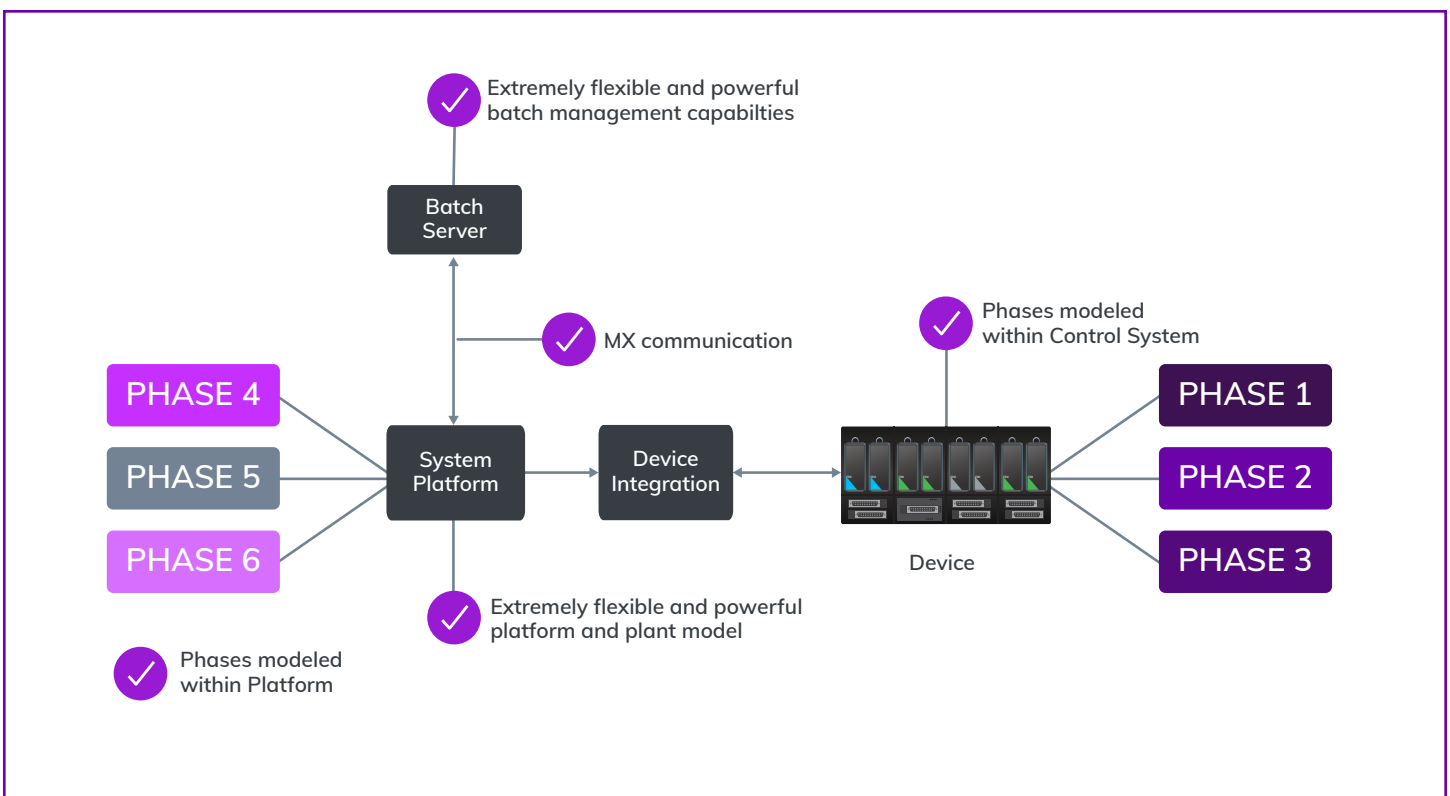 Extremely flexible and powerful
batch management capabilties
Batch
Server
MX communication
Phases modeled
within Control System
PHASE 4
PHASE 5
PHASE 6
System
Platform
Device
Integration
Device
PHASE 1
PHASE 2
PHASE 3
Extremely flexible and powerful
platform and plant model
Phases modeled
within Platform